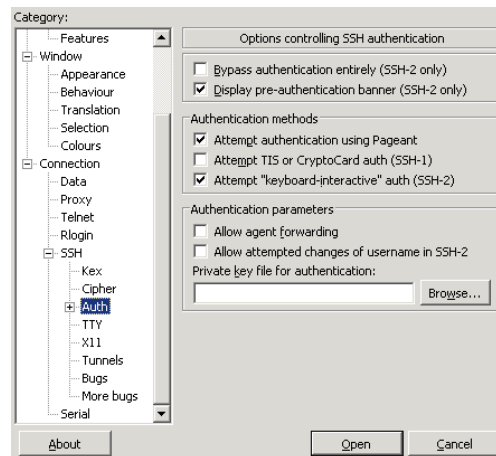 Category:
Features
Window
Appearance
Behaviour
Translation
Selection
Colours
Connection
Data
Proxy
Telnet
Rlogin
SSH
Kex
Cipher
Auth
TTY
X11
Tunnels
Bugs
More bugs
Serial
Options controlling SSH authentication
Bypass authentication entirely (SSH-2 only)
Display pre-authentication banner (SSH-2 only)
Authentication methods
Attempt authentication using Pageant
Attempt TIS or CryptoCard auth (SSH-1)
Attempt "keyboard-interactive" auth (SSH-2)
Authentication parameters
Allow agent forwarding
Allow attempted changes of username in SSH-2
Private key file for authentication:
Browse...
About
Open
Cancel